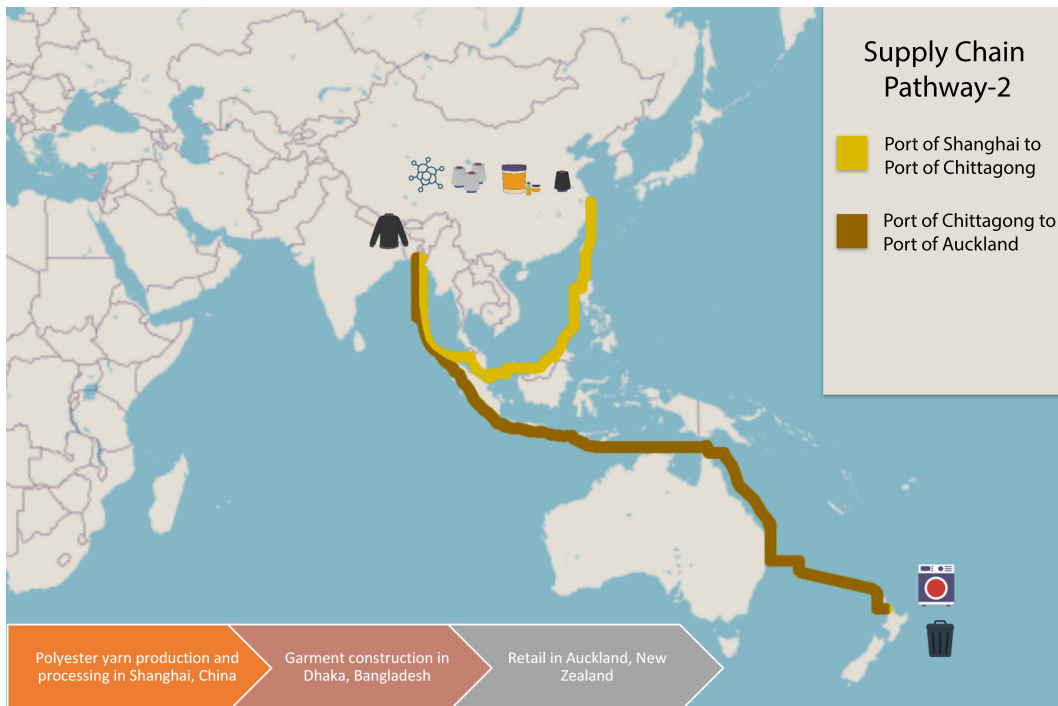 Supply Chain
Pathway-2
Port of Shanghai to
Port of Chittagong
Port of Chittagong to
Port of Auckland
Polyester yarn production and
processing in Shanghai, China
Garment construction in
Dhaka, Bangladesh
Retail in Auckland, New
Zealand